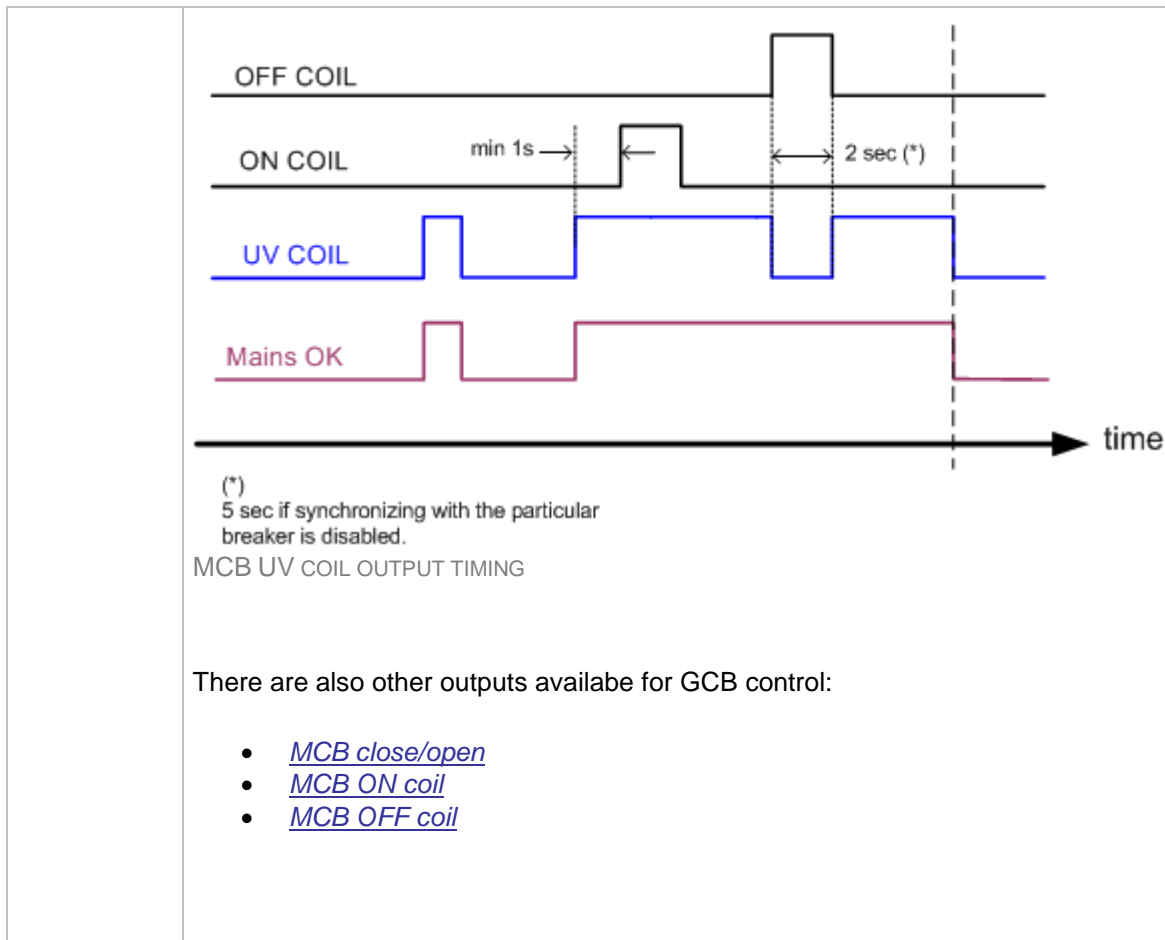 OFF COIL
ON COIL
min 1s
2 sec (*)
UV COIL
Mains OK
time
(*)
5 sec if synchronizing with the particular
breaker is disabled.
MCB UV COIL OUTPUT TIMING
There are also other outputs availabe for GCB control:
• MCB close/open
• MCB ON coil
• MCB OFF coil